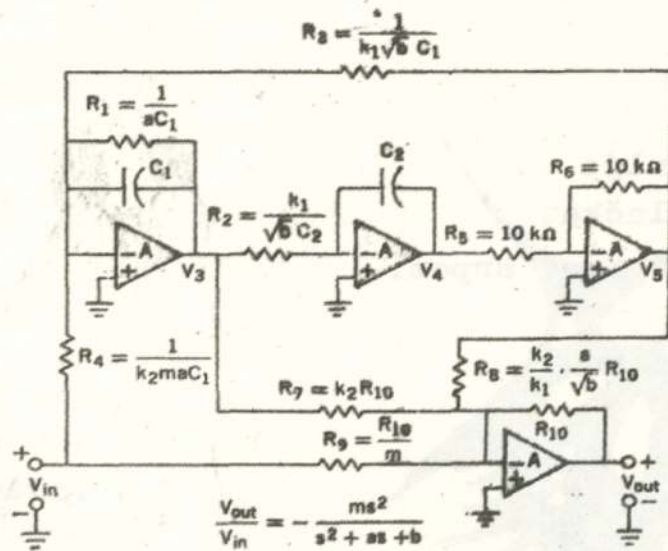 R₃ = 1 / k₁√b C₁
R₁ = 1 / aC₁
C₁
R₂ = k₁ / √b C₂
C₂
R₅ = 10 kΩ
R₆ = 10 kΩ
−A
+
V₃
−A
+
V₄
−A
+
V₅
R₄ = 1 / k₂maC₁
R₇ = k₂R₁₀
R₈ = k₂/k₁ · a/√b R₁₀
R₉ = R₁₀ / m
R₁₀
−A
+
+
Vin
−
+
Vout
−
Vout / Vin = − ms² / s² + as + b